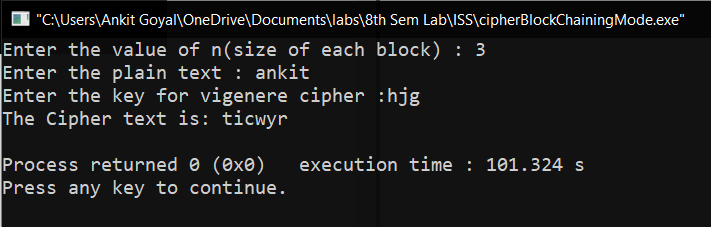 "C:\Users\Ankit Goyal\OneDrive\Documents\labs\8th Sem Lab\ISS\cipherBlockChainingMode.exe"
Enter the value of n(size of each block) : 3
Enter the plain text : ankit
Enter the key for vigenere cipher :hjg
The Cipher text is: ticwyr
Process returned 0 (0x0)   execution time : 101.324 s
Press any key to continue.